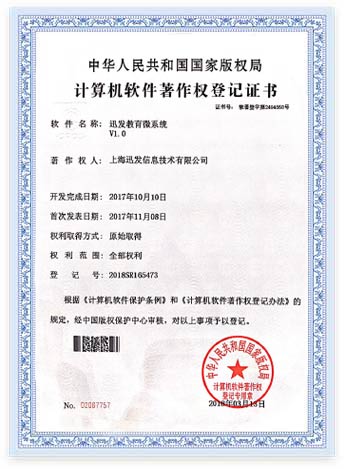 中华人民共和国国家版权局
计算机软件著作权登记证书
证书号: 软著登字第2494568号
软件名称: 迅发教育微系统
V1.0
著作权人: 上海迅发信息技术有限公司
开发完成日期: 2017年10月10日
首次发表日期: 2017年11月08日
权利取得方式: 原始取得
权利范围: 全部权利
登记号: 2018SR165473
根据《计算机软件保护条例》和《计算机软件著作权登记办法》的
规定，经中国版权保护中心审核，对以上事项予以登记。
中华人民共和国国家版权局
计算机软件著作权
登记专用章
No. 02087757
2018年03月13日